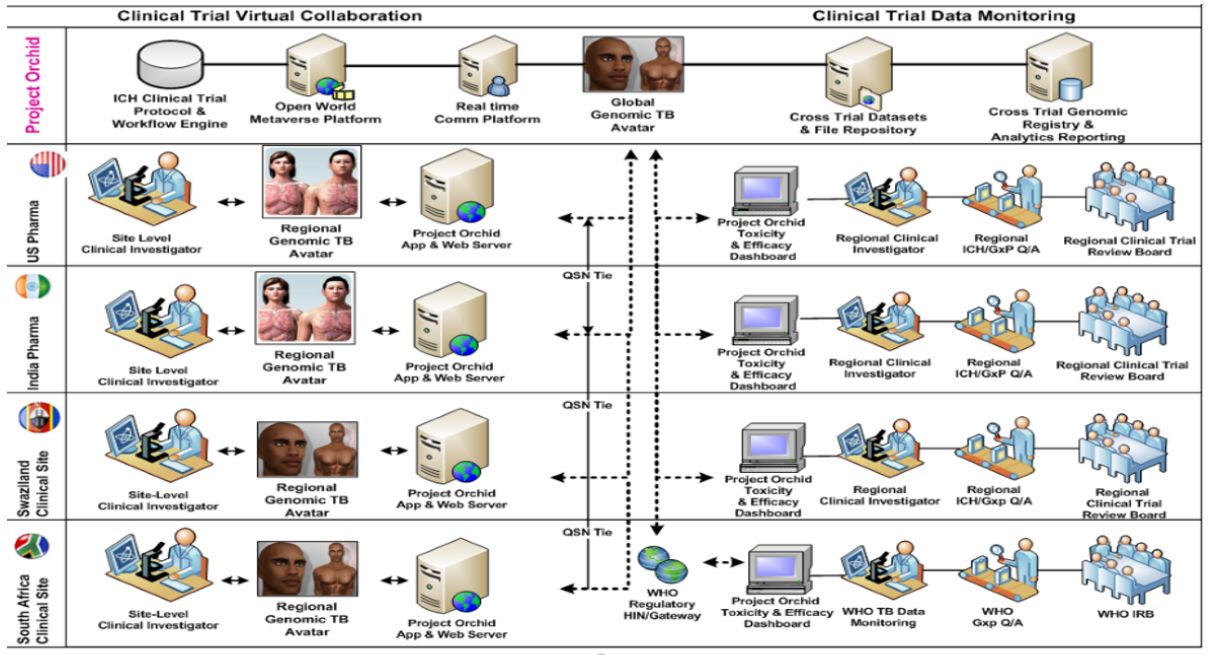 Clinical Trial Virtual Collaboration
Clinical Trial Data Monitoring
Project Orchid
ICH Clinical Trial
Protocol &
Workflow Engine
Open World
Metaverse Platform
Real time
Comm Platform
Global
Genomic TB
Avatar
Cross Trial Datasets
& File Repository
Cross Trial Genomic
Registry &
Analytics Reporting
US Pharma
Site Level
Clinical Investigator
Regional
Genomic TB
Avatar
Project Orchid
App & Web Server
QSN Tie
Project Orchid
Toxicity
& Efficacy
Dashboard
Regional Clinical
Investigator
Regional
ICH/GxP Q/A
Regional Clinical Trial
Review Board
India Pharma
Site Level
Clinical Investigator
Regional
Genomic TB
Avatar
Project Orchid
App & Web Server
QSN Tie
Project Orchid
Toxicity
& Efficacy
Dashboard
Regional Clinical
Investigator
Regional
ICH/GxP Q/A
Regional Clinical Trial
Review Board
Swaziland
Clinical Site
Site-Level
Clinical Investigator
Regional
Genomic TB
Avatar
Project Orchid
App & Web Server
QSN Tie
Project Orchid
Toxicity
& Efficacy
Dashboard
Regional
Clinical Investigator
Regional
ICH/Gxp Q/A
Regional
Clinical Trial
Review Board
South Africa
Clinical Site
Site-Level
Clinical Investigator
Regional
Genomic TB
Avatar
Project Orchid
App & Web Server
WHO
Regulatory
HIN/Gateway
Project Orchid
Toxicity & Efficacy
Dashboard
WHO TB Data
Monitoring
WHO
Gxp Q/A
WHO IRB